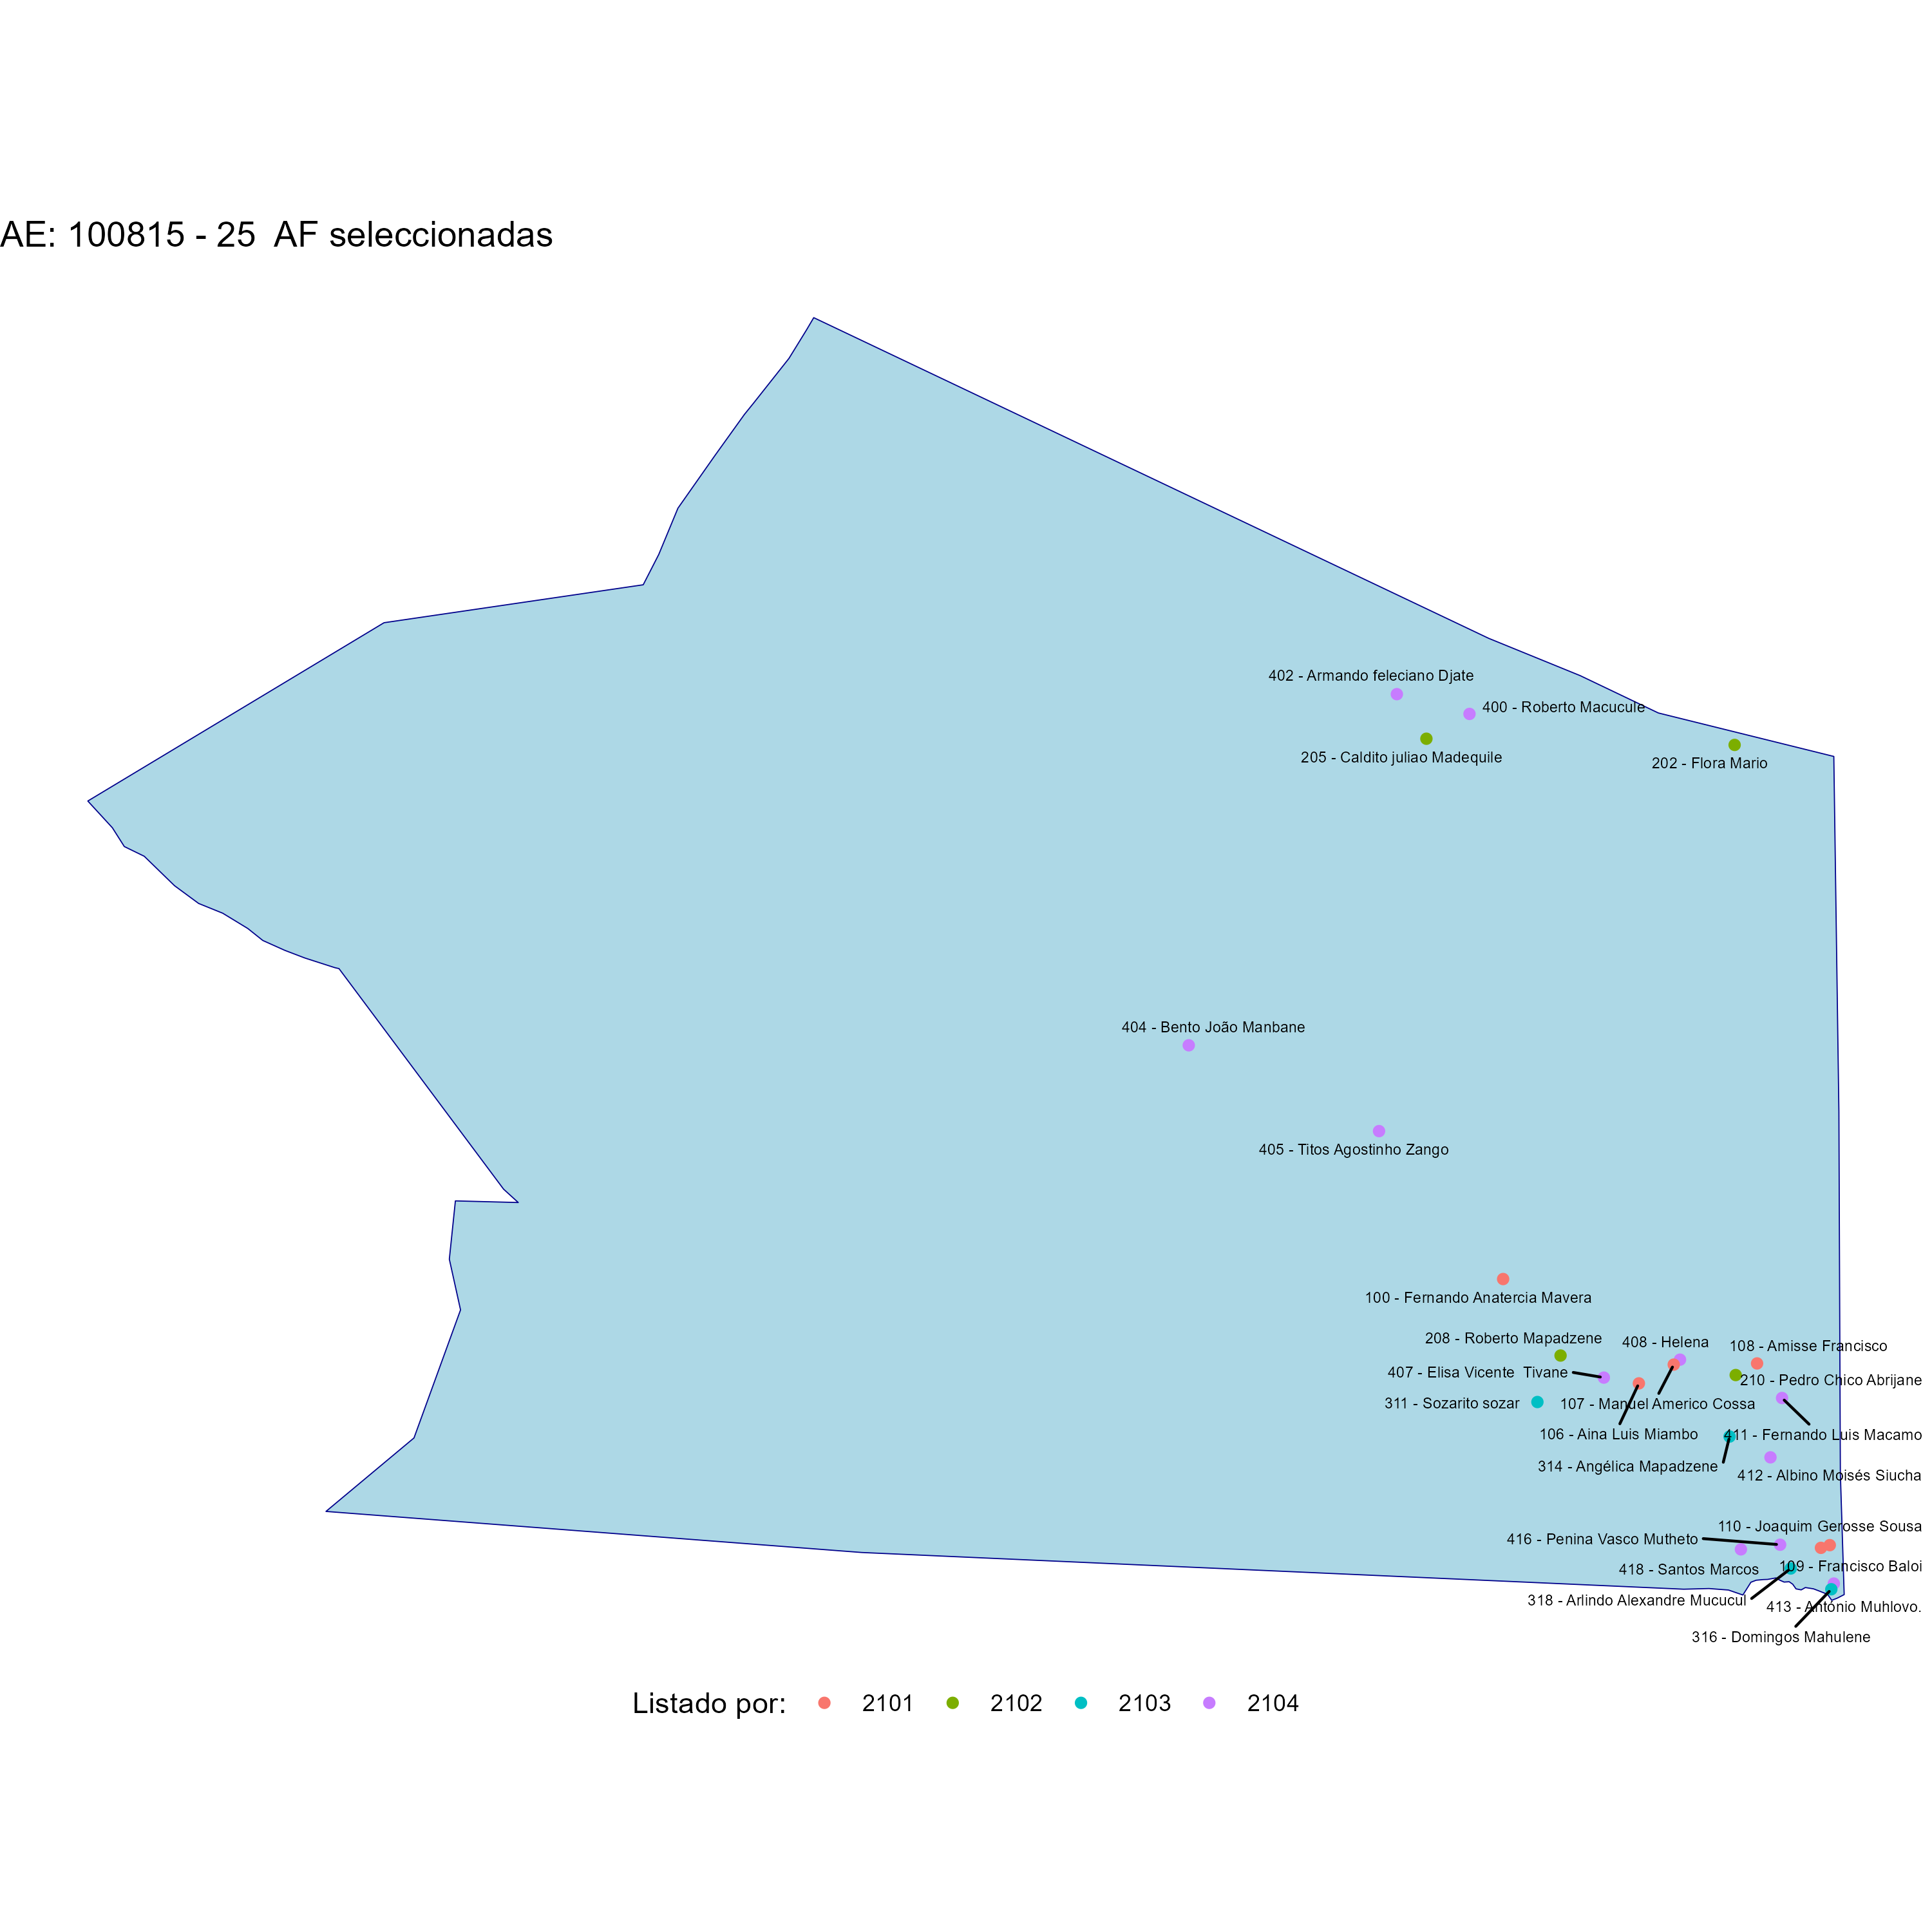 AE: 100815 - 25  AF seleccionadas
402 - Armando feleciano Djate
400 - Roberto Macucule
205 - Caldito juliao Madequile
202 - Flora Mario
404 - Bento João Manbane
405 - Titos Agostinho Zango
100 - Fernando Anatercia Mavera
208 - Roberto Mapadzene
408 - Helena
108 - Amisse Francisco
407 - Elisa Vicente  Tivane
210 - Pedro Chico Abrijane
311 - Sozarito sozar
107 - Manuel Americo Cossa
106 - Aina Luis Miambo
411 - Fernando Luis Macamo
314 - Angélica Mapadzene
412 - Albino Moisés Siucha
110 - Joaquim Gerosse Sousa
416 - Penina Vasco Mutheto
109 - Francisco Baloi
418 - Santos Marcos
318 - Arlindo Alexandre Mucucul
413 - António Muhlovo.
316 - Domingos Mahulene
Listado por: 2101 2102 2103 2104